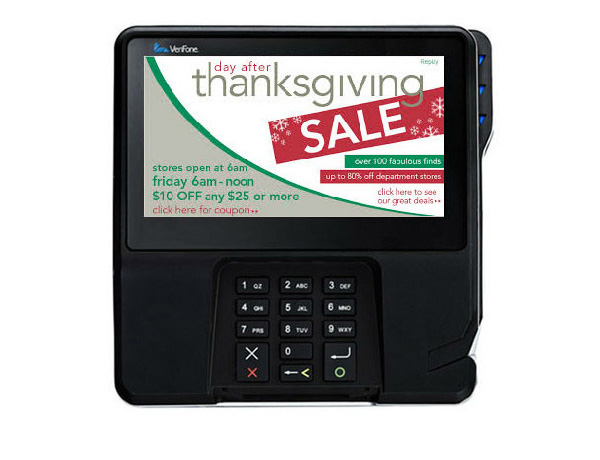 VeriFone.
Replay
day after
thanksgiving
SALE
over 100 fabulous finds
up to 80% off department stores
click here to see
our great deals
stores open at 6am
friday 6am - noon
$10 OFF any $25 or more
click here for coupon
1 QZ 2 ABC 3 DEF
4 GHI 5 JKL 6 MNO
7 PRS 8 TUV 9 WXY
0